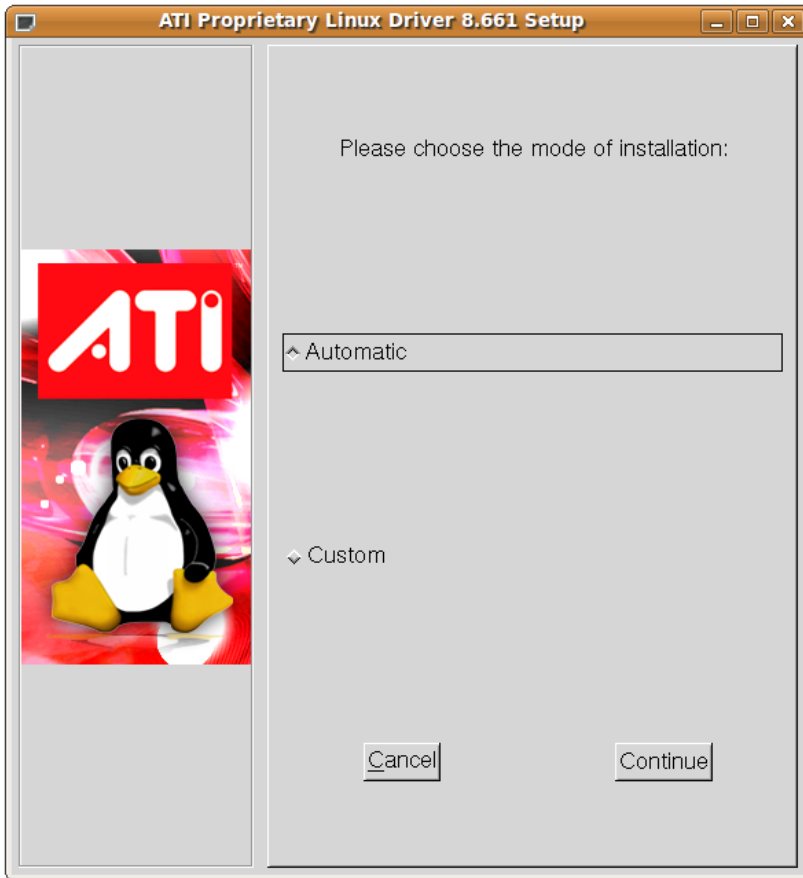 ATI Proprietary Linux Driver 8.661 Setup
Please choose the mode of installation:
ATI
Automatic
Custom
Cancel
Continue